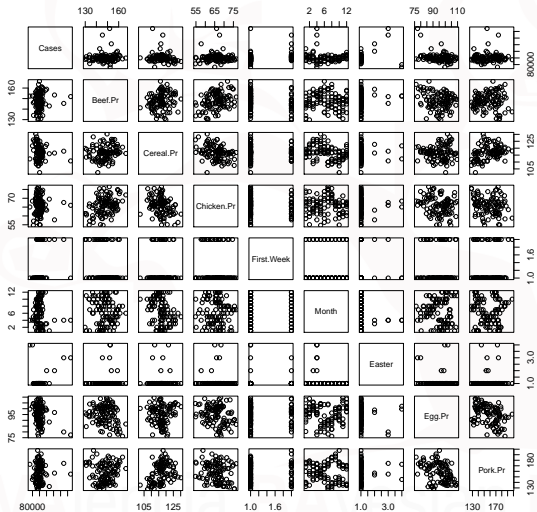 130 160
55 65 75
2 4 6 12
75 90 110
Cases
80000
130 160
Beef.Pr
Cereal.Pr
105 125
55 70
Chicken.Pr
First.Week
1.0 1.6
2 6 12
Month
Easter
1.0 3.0
75 95
Egg.Pr
Pork.Pr
130 180
80000
105 125
1.0 1.6
1.0 3.0
130 170